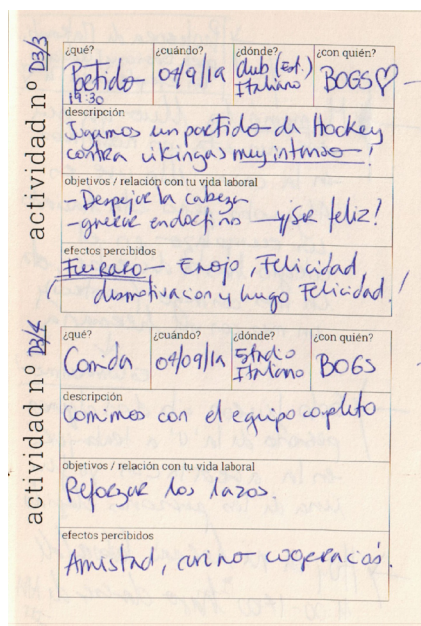 actividad nº D3/3
¿qué? ¿cuándo? ¿dónde? ¿con quién?
Partido 04/9/19 club (Est.) BOGS♡
19:30 Italiano
descripción
Jugamos un partido de Hockey
contra vikingas muy intenso!
objetivos / relación con tu vida laboral
- Despejar la cabeza
- generar endorfinas y Ser feliz!
efectos percibidos
Fue RARO - Enojo, Felicidad,
desmotivacion y luego Felicidad!
actividad nº D3/4
¿qué? ¿cuándo? ¿dónde? ¿con quién?
Comida 04/09/19 Estadio BOGS
Italiano
descripción
Comimos con el equipo completo
objetivos / relación con tu vida laboral
Reforzar los lazos.
efectos percibidos
Amistad, cariño cooperación.